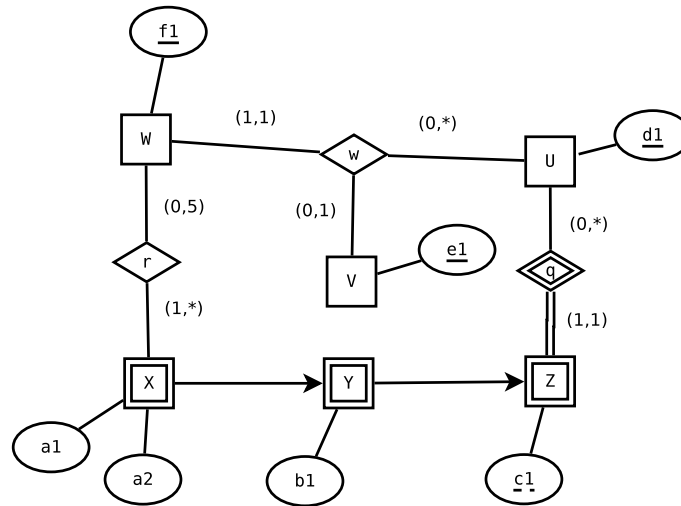 f1
(1,1)
(0,*)
W
w
U
d1
(0,5)
(0,1)
(0,*)
r
e1
q
V
(1,*)
(1,1)
X
Y
Z
a1
a2
b1
c1